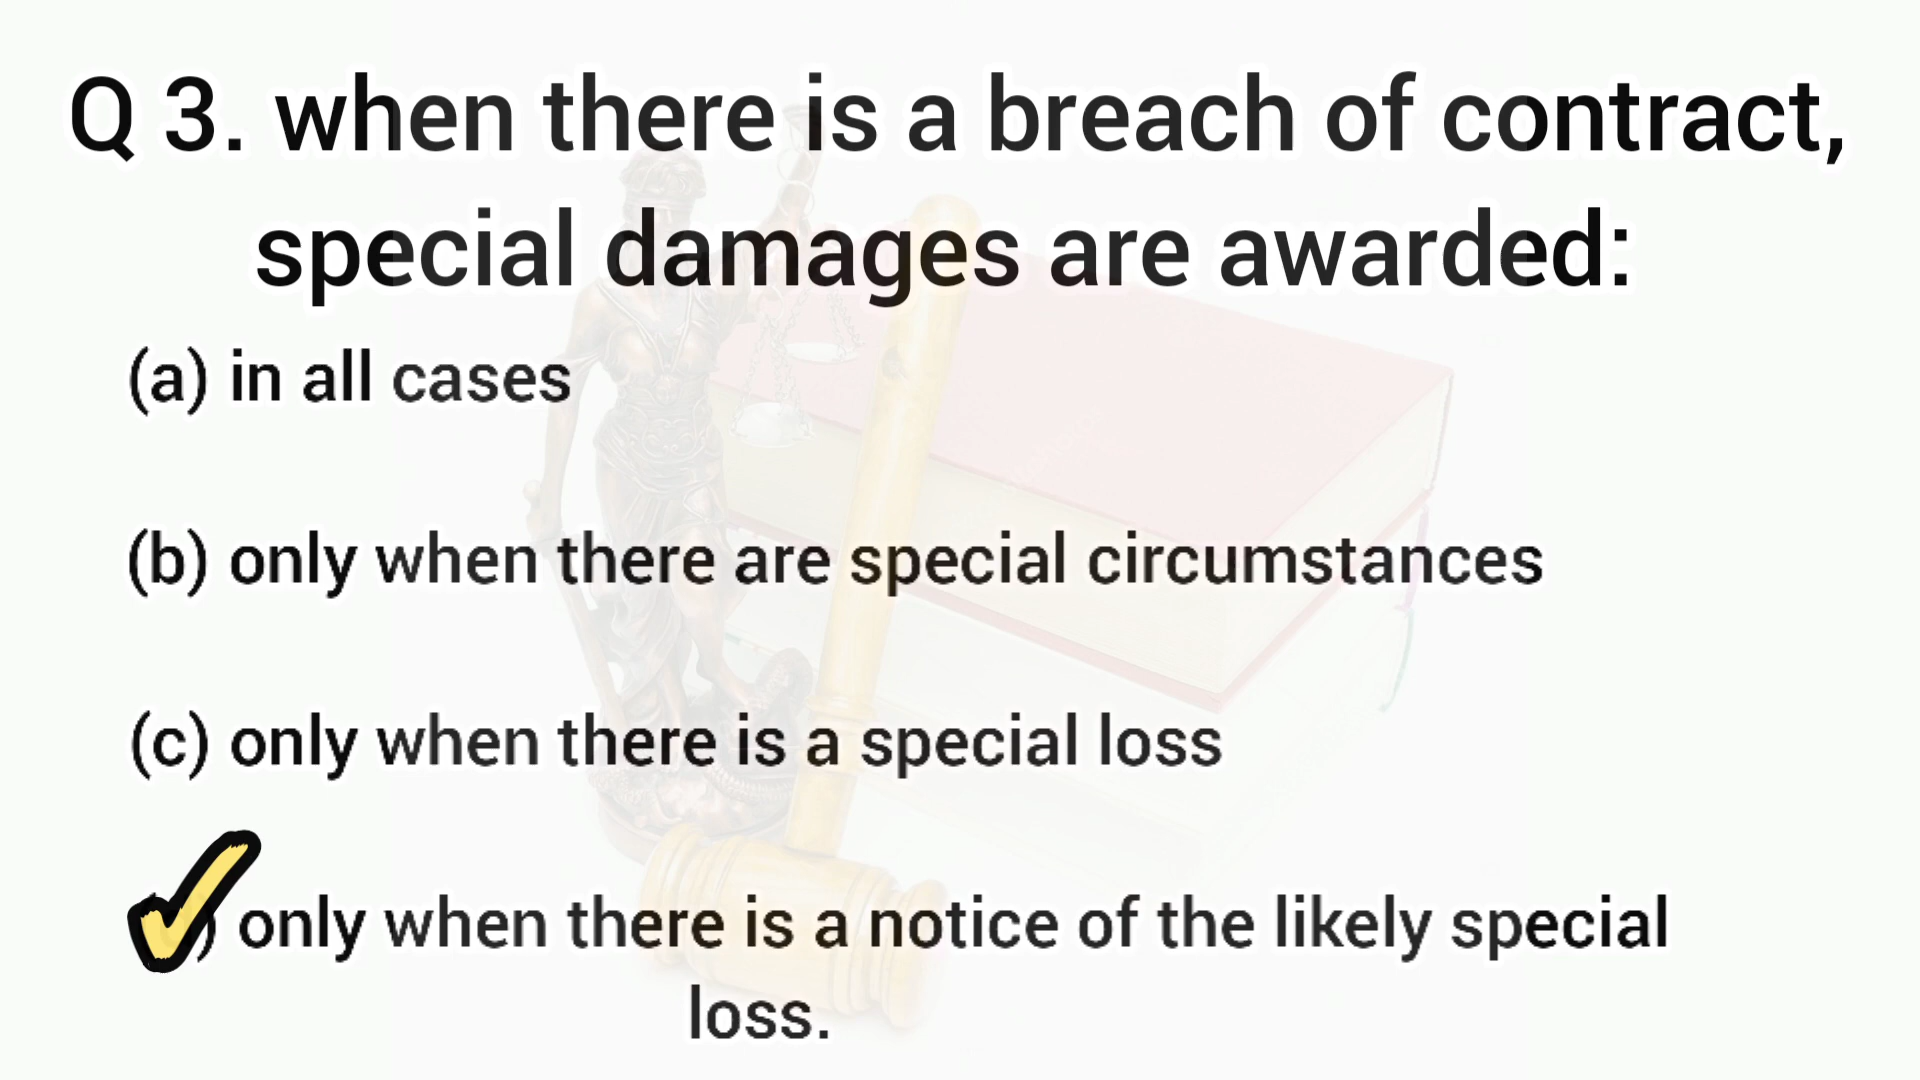 Q 3. when there is a breach of contract,
special damages are awarded:
(a) in all cases
(b) only when there are special circumstances
(c) only when there is a special loss
) only when there is a notice of the likely special
loss.